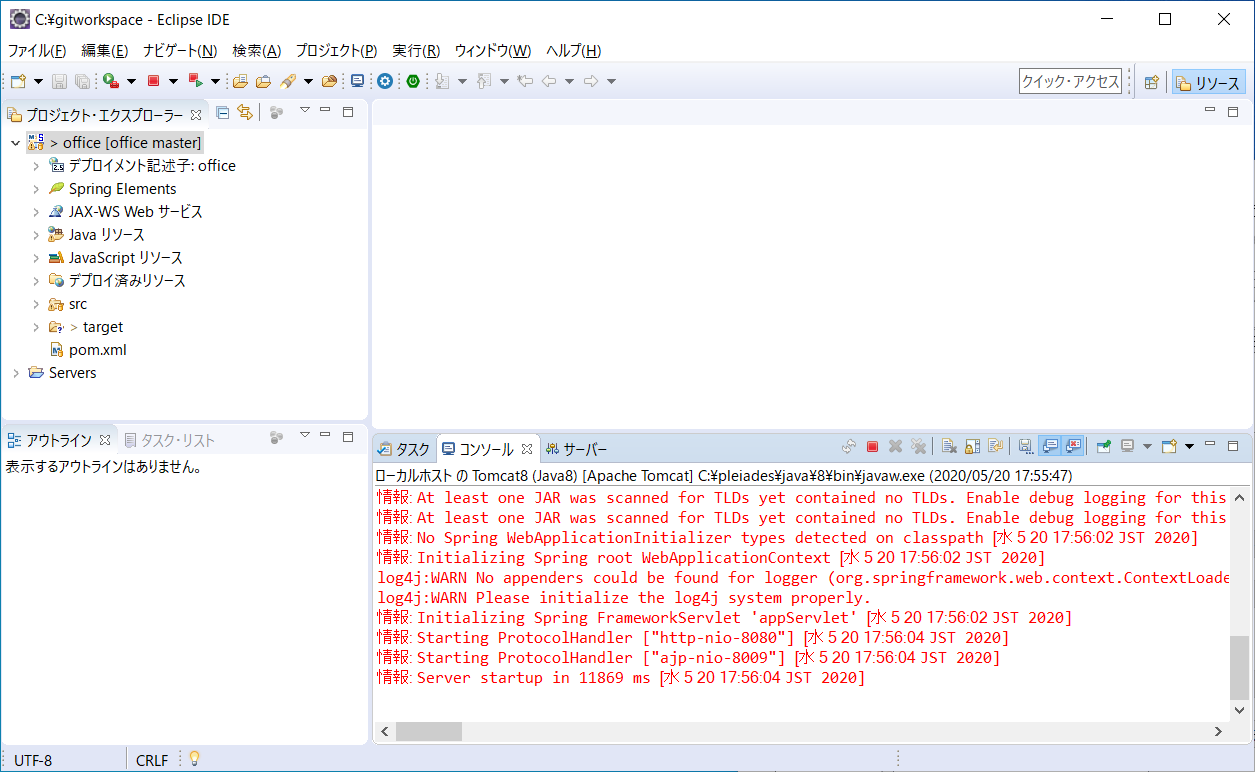 C:¥gitworkspace - Eclipse IDE
ファイル(F) 編集(E) ナビゲート(N) 検索(A) プロジェクト(P) 実行(R) ウィンドウ(W) ヘルプ(H)
クイック・アクセス リソース
プロジェクト・エクスプローラー
> office [office master]
デプロイメント記述子: office
Spring Elements
JAX-WS Web サービス
Java リソース
JavaScript リソース
デプロイ済みリソース
src
> target
pom.xml
Servers
アウトライン タスク・リスト
表示するアウトラインはありません。
タスク コンソール サーバー
ローカルホスト の Tomcat8 (Java8) [Apache Tomcat] C:¥pleiades¥java¥8¥bin¥javaw.exe (2020/05/20 17:55:47)
情報: At least one JAR was scanned for TLDs yet contained no TLDs. Enable debug logging for this
情報: At least one JAR was scanned for TLDs yet contained no TLDs. Enable debug logging for this
情報: No Spring WebApplicationInitializer types detected on classpath [水 5 20 17:56:02 JST 2020]
情報: Initializing Spring root WebApplicationContext [水 5 20 17:56:02 JST 2020]
log4j:WARN No appenders could be found for logger (org.springframework.web.context.ContextLoade
log4j:WARN Please initialize the log4j system properly.
情報: Initializing Spring FrameworkServlet 'appServlet' [水 5 20 17:56:02 JST 2020]
情報: Starting ProtocolHandler ["http-nio-8080"] [水 5 20 17:56:04 JST 2020]
情報: Starting ProtocolHandler ["ajp-nio-8009"] [水 5 20 17:56:04 JST 2020]
情報: Server startup in 11869 ms [水 5 20 17:56:04 JST 2020]
UTF-8 CRLF